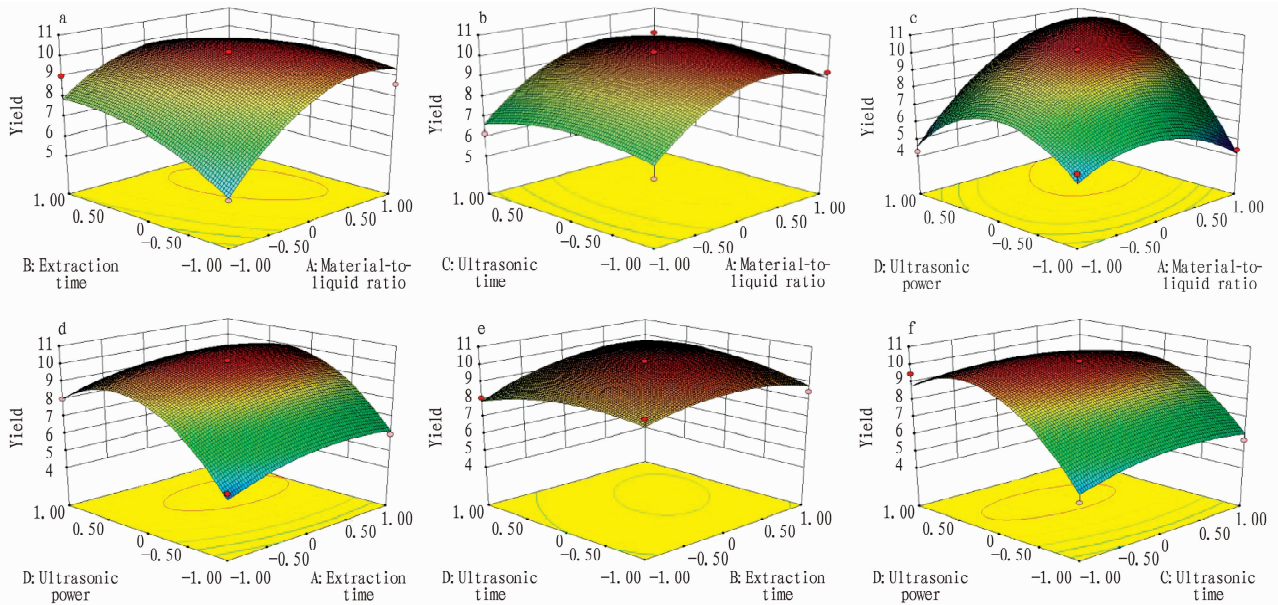 a
11
10
9
8
7
6
5
Yield
1.00
0.50
0
-0.50
-1.00
-1.00
-0.50
0
0.50
1.00
B:Extraction
time
A:Material-to-
liquid ratio
b
11
10
9
8
7
6
5
Yield
1.00
0.50
0
-0.50
-1.00
-1.00
-0.50
0
0.50
1.00
C:Ultrasonic
time
A:Material-to-
liquid ratio
c
11
10
9
8
7
6
5
4
Yield
1.00
0.50
0
-0.50
-1.00
-1.00
-0.50
0
0.50
1.00
D:Ultrasonic
power
A:Material-to-
liquid ratio
d
11
10
9
8
7
6
5
4
Yield
1.00
0.50
0
-0.50
-1.00
-1.00
-0.50
0
0.50
1.00
D:Ultrasonic
power
A:Extraction
time
e
11
10
9
8
7
6
5
4
Yield
1.00
0.50
0
-0.50
-1.00
-1.00
-0.50
0
0.50
1.00
D:Ultrasonic
time
B:Extraction
time
f
11
10
9
8
7
6
5
4
Yield
1.00
0.50
0
-0.50
-1.00
-1.00
-0.50
0
0.50
1.00
D:Ultrasonic
power
C:Ultrasonic
time